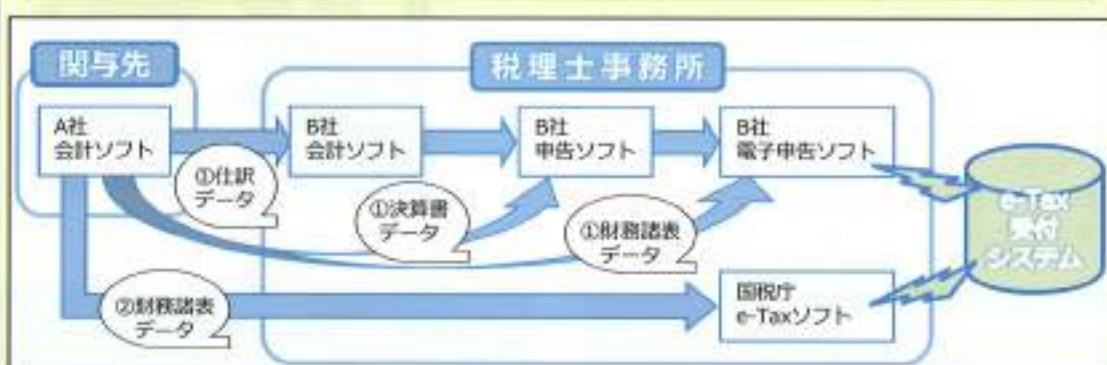 関与先
税理士事務所
A社
会計ソフト
B社
会計ソフト
B社
申告ソフト
B社
電子申告ソフト
①仕訳
データ
①決算書
データ
①財務諸表
データ
e-Tax
受付
システム
②財務諸表
データ
国税庁
e-Taxソフト